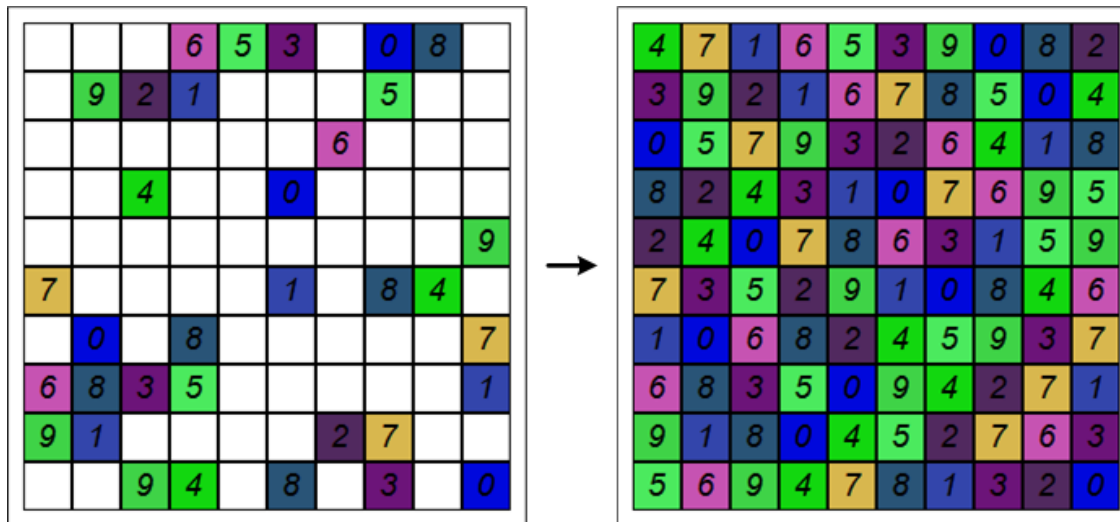 6 5 3 0 8
9 2 1 5
6
4 0
9
7 1 8 4
0 8 7
6 8 3 5 1
9 1 2 7
9 4 8 3 0
4 7 1 6 5 3 9 0 8 2
3 9 2 1 6 7 8 5 0 4
0 5 7 9 3 2 6 4 1 8
8 2 4 3 1 0 7 6 9 5
2 4 0 7 8 6 3 1 5 9
7 3 5 2 9 1 0 8 4 6
1 0 6 8 2 4 5 9 3 7
6 8 3 5 0 9 4 2 7 1
9 1 8 0 4 5 2 7 6 3
5 6 9 4 7 8 1 3 2 0